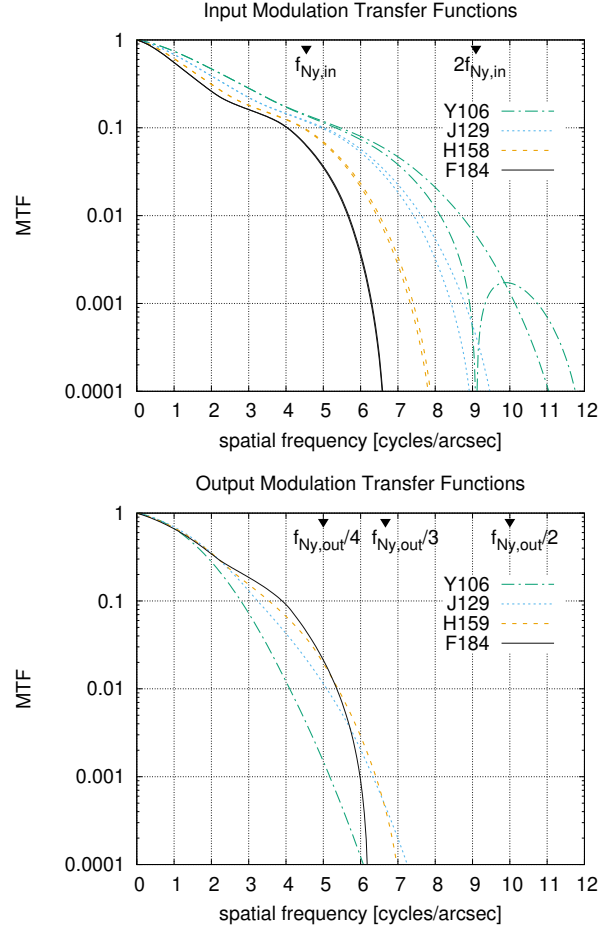 Input Modulation Transfer Functions
1
0.1
0.01
0.001
0.0001
MTF
f_Ny,in
2f_Ny,in
Y106
J129
H158
F184
0 1 2 3 4 5 6 7 8 9 10 11 12
spatial frequency [cycles/arcsec]
Output Modulation Transfer Functions
1
0.1
0.01
0.001
0.0001
MTF
f_Ny,out/4
f_Ny,out/3
f_Ny,out/2
Y106
J129
H159
F184
0 1 2 3 4 5 6 7 8 9 10 11 12
spatial frequency [cycles/arcsec]